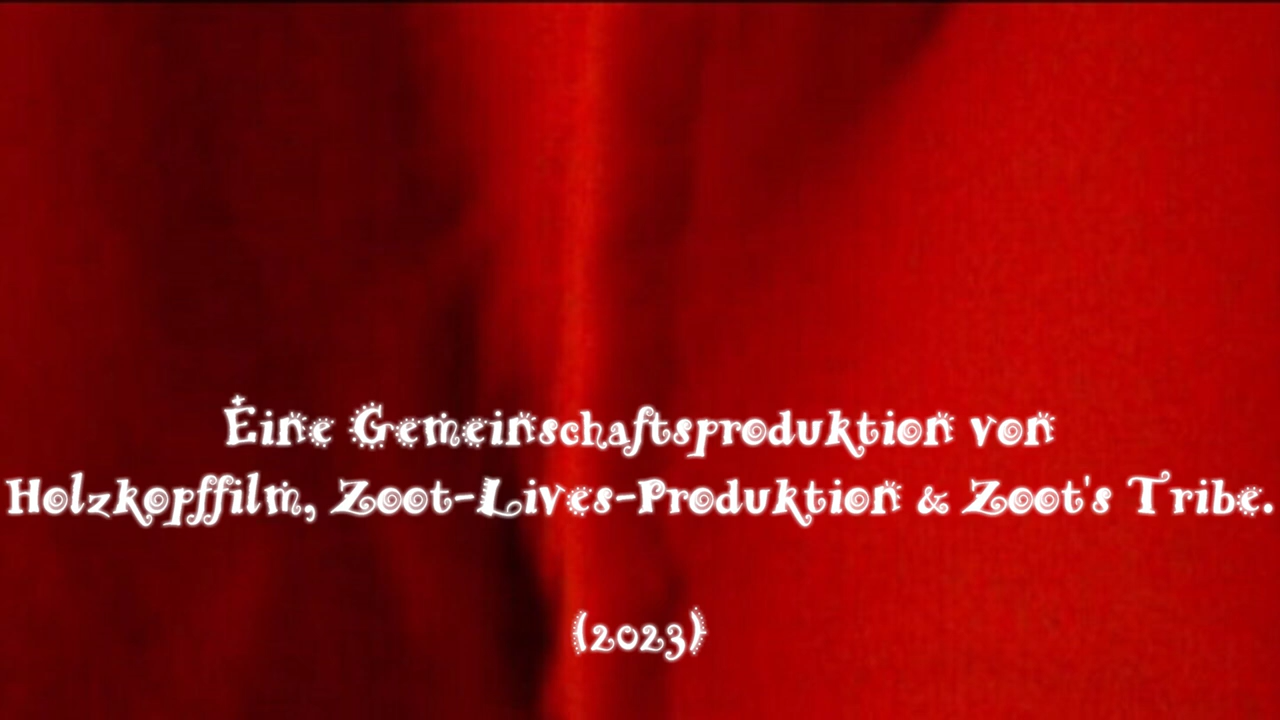 Eine Gemeinschaftsproduktion von
Holzkopffilm, Zoot-Lives-Produktion & Zoot's Tribe.
(2023)